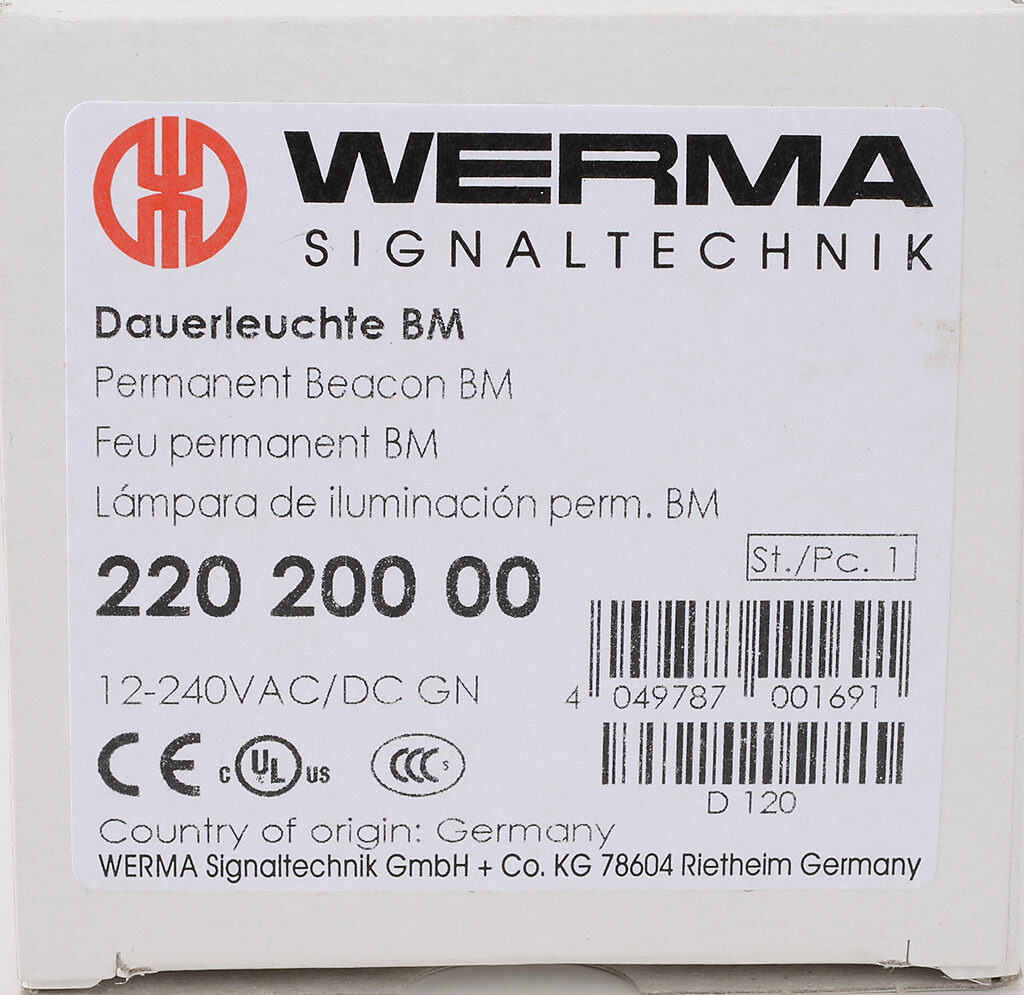 WERMA
SIGNALTECHNIK
Dauerleuchte BM
Permanent Beacon BM
Feu permanent BM
Lámpara de iluminación perm. BM
220 200 00
St./Pc. 1
12-240VAC/DC GN
4 049787 001691
CE c UL US CCC S
D 120
Country of origin: Germany
WERMA Signaltechnik GmbH + Co. KG 78604 Rietheim Germany